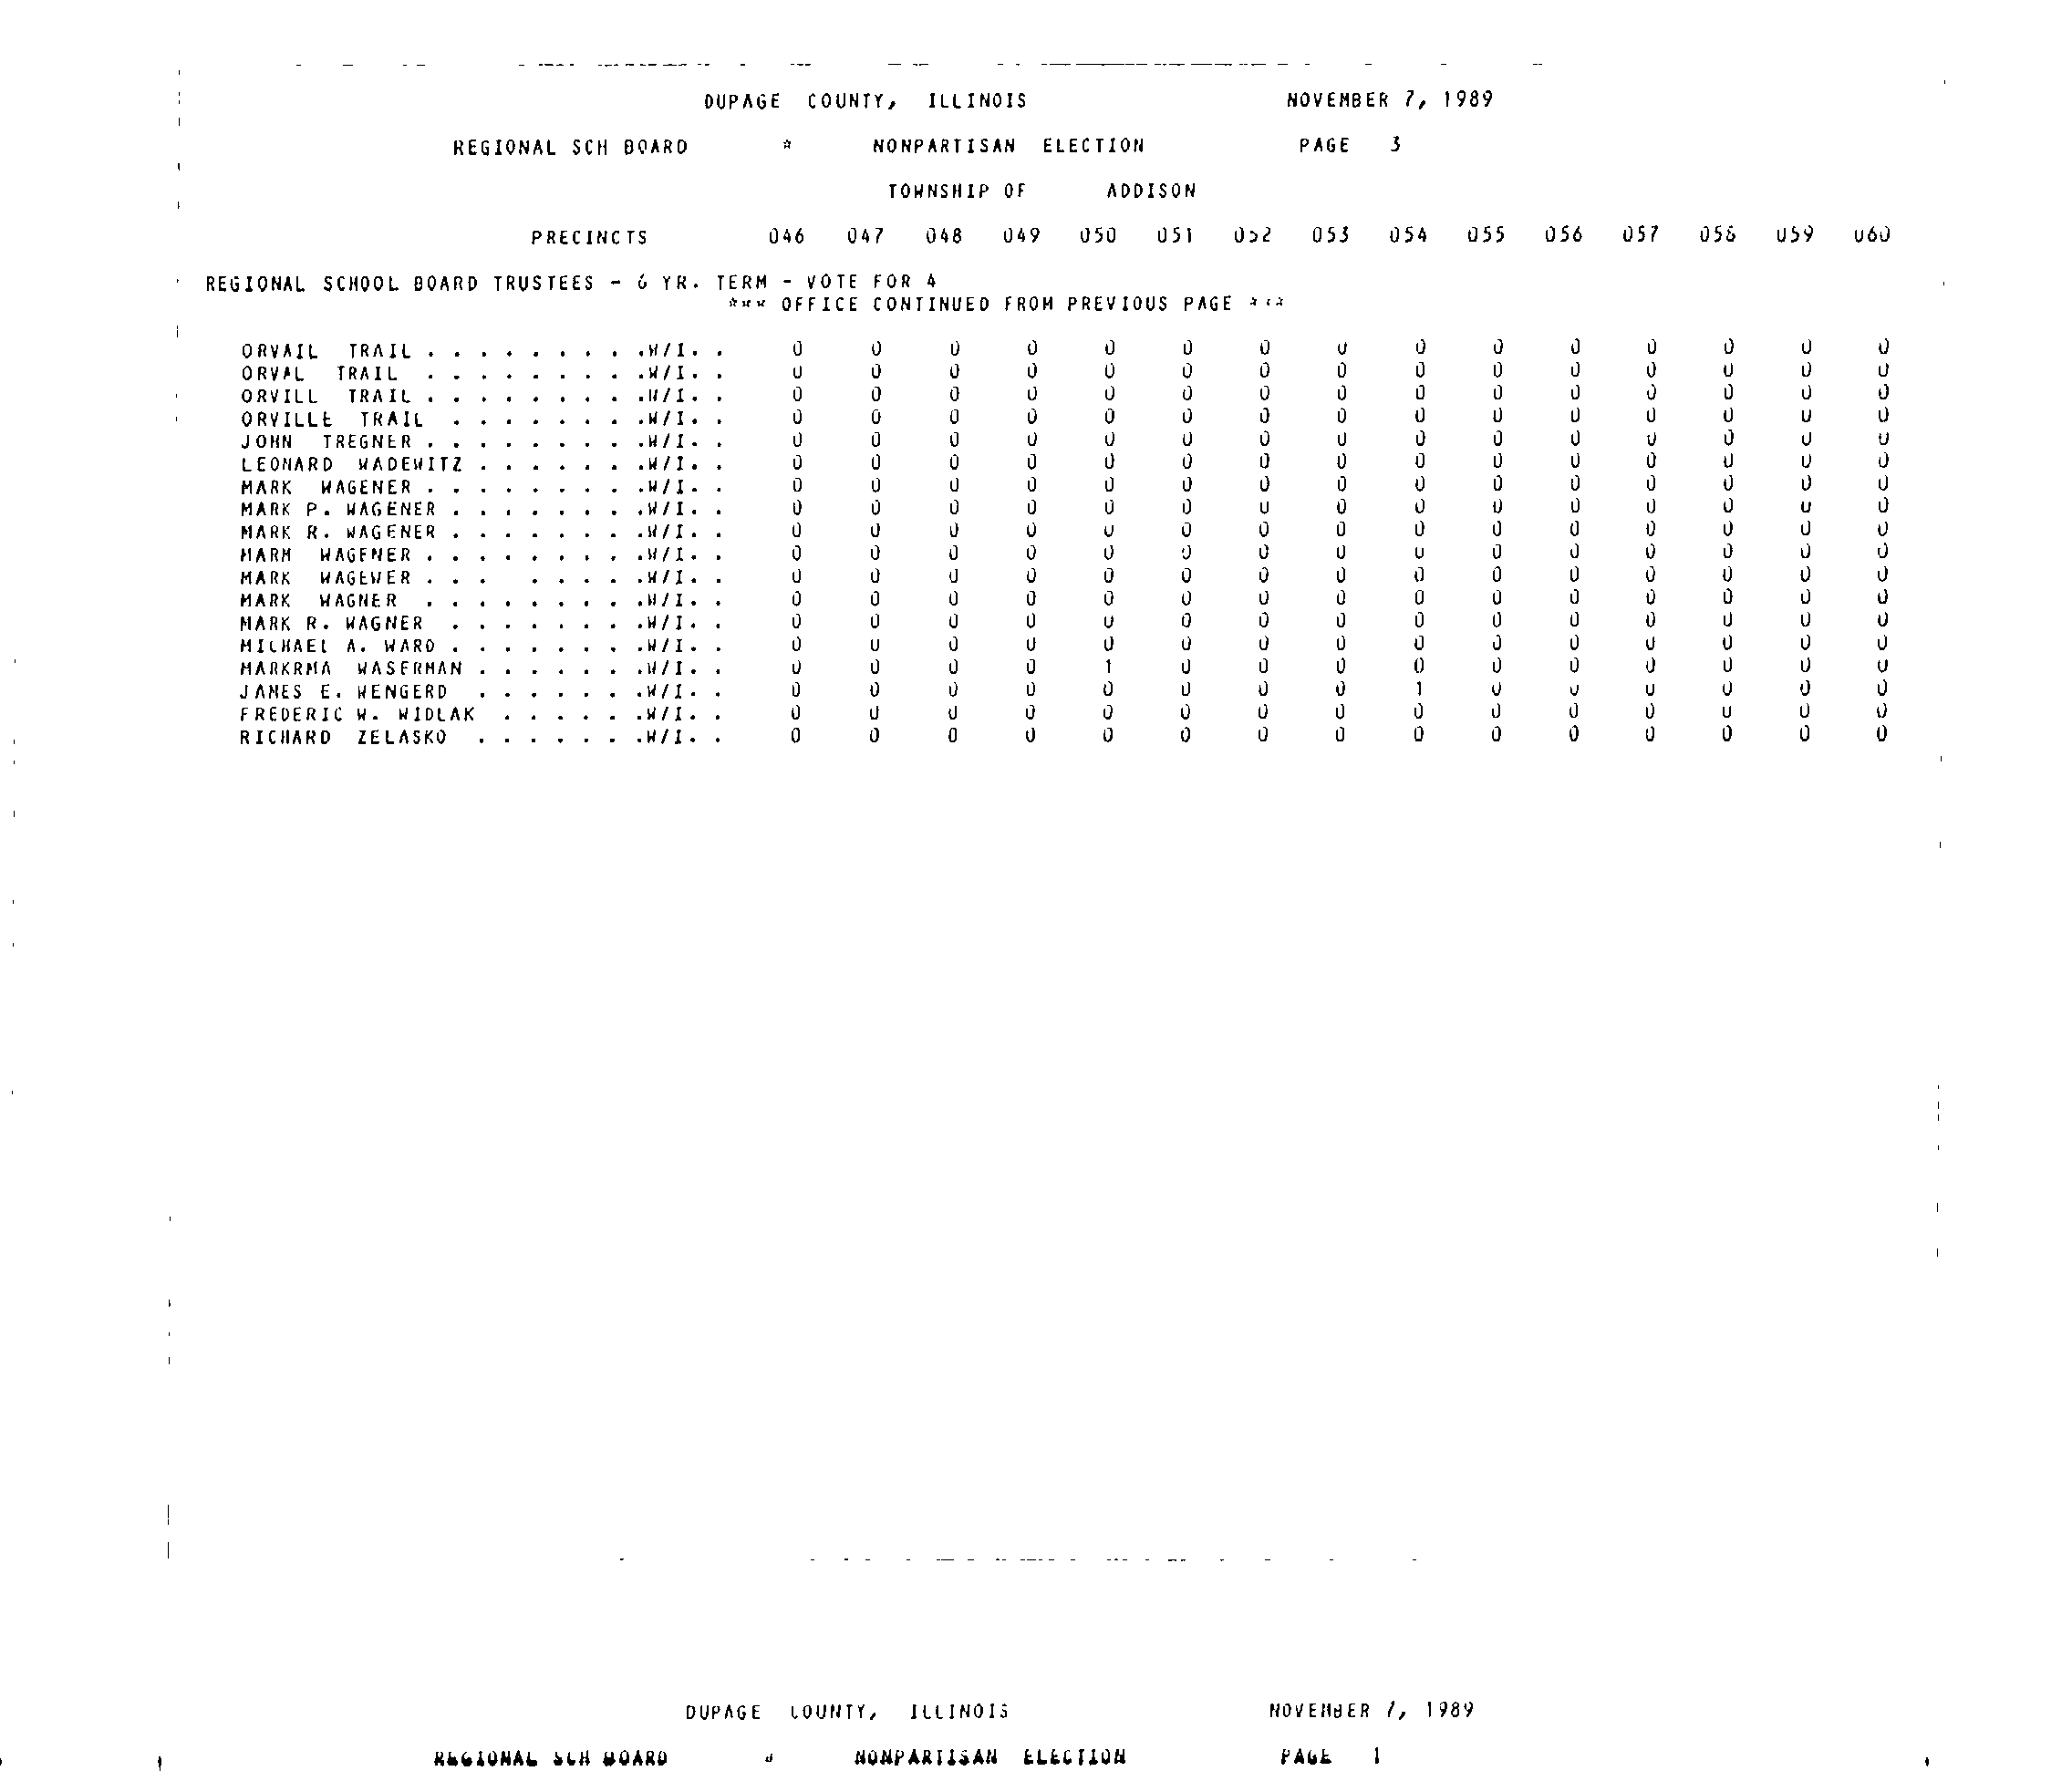 DUPAGE COUNTY, ILLINOIS NOVEMBER 7, 1989
REGIONAL SCH BOARD * NONPARTISAN ELECTION PAGE 3
TOWNSHIP OF ADDISON
PRECINCTS 046 047 048 049 050 051 052 053 054 055 056 057 058 059 060
REGIONAL SCHOOL BOARD TRUSTEES - 6 YR. TERM - VOTE FOR 4
*** OFFICE CONTINUED FROM PREVIOUS PAGE ***
ORVAIL TRAIL . . . . . . . . .W/I. . 0 0 0 0 0 0 0 0 0 0 0 0 0 0 0
ORVAL TRAIL . . . . . . . . .W/I. . 0 0 0 0 0 0 0 0 0 0 0 0 0 0 0
ORVILL TRAIL . . . . . . . . .W/I. . 0 0 0 0 0 0 0 0 0 0 0 0 0 0 0
ORVILLE TRAIL . . . . . . . .W/I. . 0 0 0 0 0 0 0 0 0 0 0 0 0 0 0
JOHN TREGNER . . . . . . . . .W/I. . 0 0 0 0 0 0 0 0 0 0 0 0 0 0 0
LEONARD WADEWITZ . . . . . . .W/I. . 0 0 0 0 0 0 0 0 0 0 0 0 0 0 0
MARK WAGENER . . . . . . . . .W/I. . 0 0 0 0 0 0 0 0 0 0 0 0 0 0 0
MARK P. WAGENER . . . . . . . .W/I. . 0 0 0 0 0 0 0 0 0 0 0 0 0 0 0
MARK R. WAGENER . . . . . . . .W/I. . 0 0 0 0 0 0 0 0 0 0 0 0 0 0 0
MARM WAGENER . . . . . . . . .W/I. . 0 0 0 0 0 0 0 0 0 0 0 0 0 0 0
MARK WAGEWER . . . . . . . .W/I. . 0 0 0 0 0 0 0 0 0 0 0 0 0 0 0
MARK WAGNER . . . . . . . . .W/I. . 0 0 0 0 0 0 0 0 0 0 0 0 0 0 0
MARK R. WAGNER . . . . . . . .W/I. . 0 0 0 0 0 0 0 0 0 0 0 0 0 0 0
MICHAEL A. WARD . . . . . . . .W/I. . 0 0 0 0 0 0 0 0 0 0 0 0 0 0 0
MARKRMA WASERMAN . . . . . . .W/I. . 0 0 0 0 1 0 0 0 0 0 0 0 0 0 0
JAMES E. WENGERD . . . . . . .W/I. . 0 0 0 0 0 0 0 0 1 0 0 0 0 0 0
FREDERIC W. WIDLAK . . . . . .W/I. . 0 0 0 0 0 0 0 0 0 0 0 0 0 0 0
RICHARD ZELASKO . . . . . . .W/I. . 0 0 0 0 0 0 0 0 0 0 0 0 0 0 0
DUPAGE COUNTY, ILLINOIS NOVEMBER 7, 1989
REGIONAL SCH BOARD * NONPARTISAN ELECTION PAGE 1